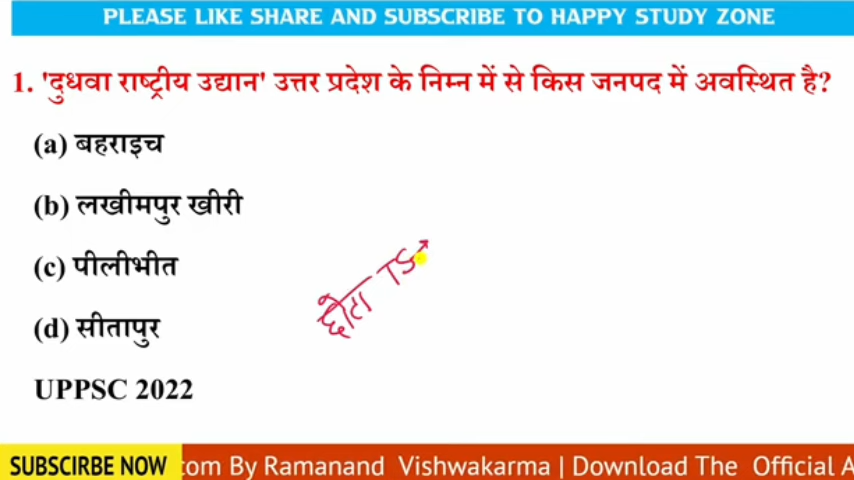 PLEASE LIKE SHARE AND SUBSCRIBE TO HAPPY STUDY ZONE
1. 'दुधवा राष्ट्रीय उद्यान' उत्तर प्रदेश के निम्न में से किस जनपद में अवस्थित है?
(a) बहराइच
(b) लखीमपुर खीरी
(c) पीलीभीत
(d) सीतापुर
छोटा
UPPSC 2022
SUBSCIRBE NOW
com By Ramanand Vishwakarma | Download The Official A